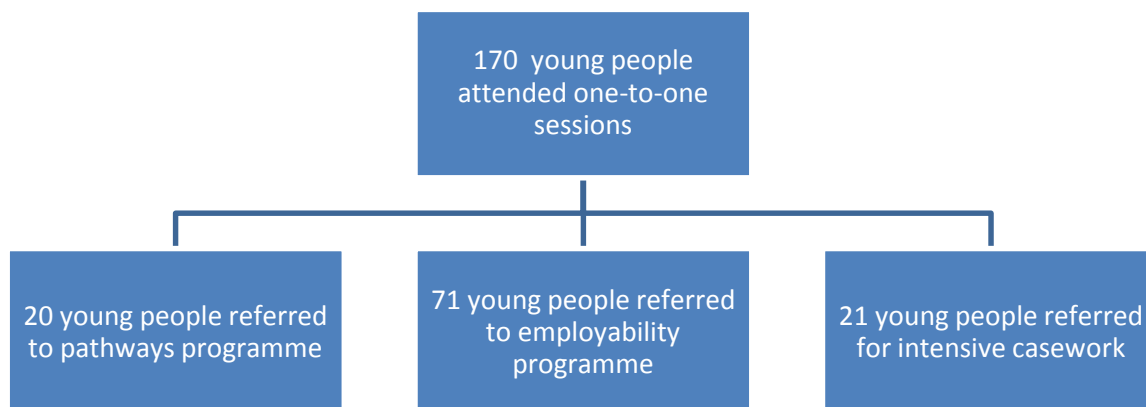 170 young people
attended one-to-one
sessions
20 young people referred
to pathways programme
71 young people referred
to employability
programme
21 young people referred
for intensive casework